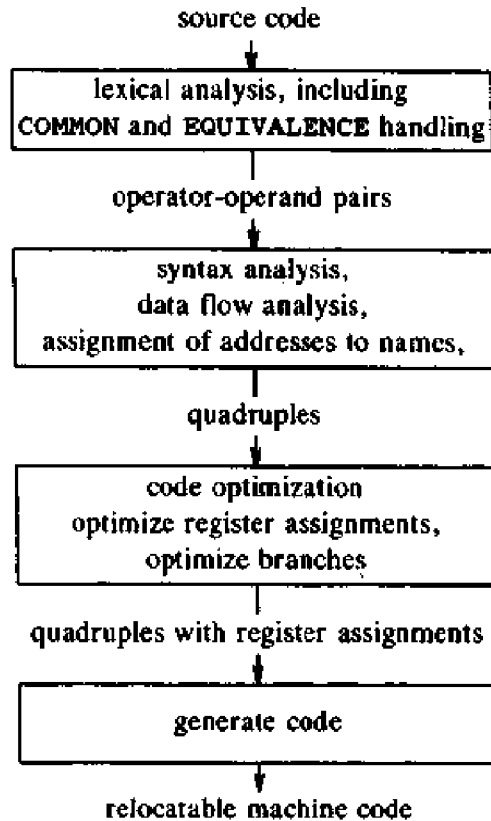 source code
lexical analysis, including
COMMON and EQUIVALENCE handling
operator-operand pairs
syntax analysis,
data flow analysis,
assignment of addresses to names,
quadruples
code optimization
optimize register assignments,
optimize branches
quadruples with register assignments
generate code
relocatable machine code